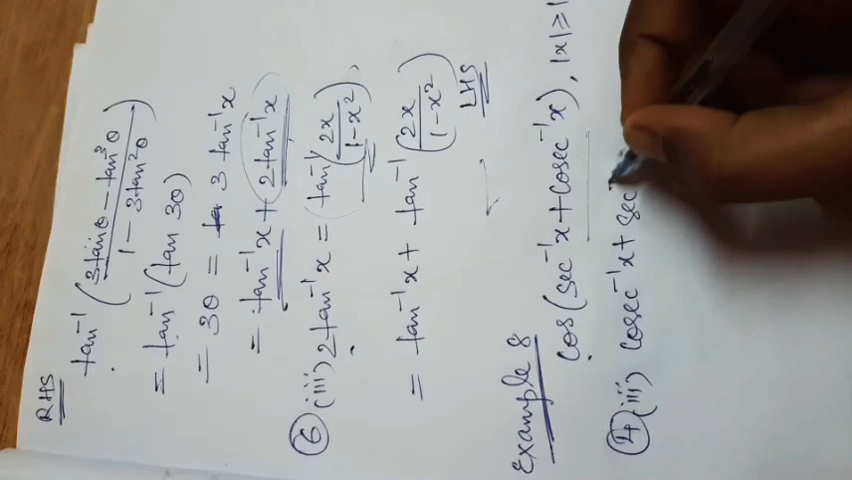 RHS
tan⁻¹ (3tanθ - tan³θ / 1 - 3tan²θ)
= tan⁻¹(tan 3θ)
= 3θ = 3 tan⁻¹x
= tan⁻¹x + 2tan⁻¹x
⑥(iii) 2tan⁻¹x = tan⁻¹(2x / 1-x²),
= tan⁻¹x + tan⁻¹(2x / 1-x²)
LHS
Example 8
cos(sec⁻¹x + cosec⁻¹x), |x| ≥ 1
④(iii) cosec⁻¹x + sec